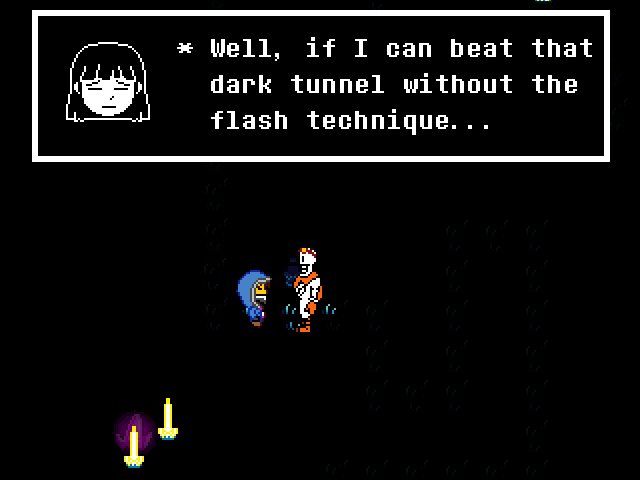 * Well, if I can beat that
dark tunnel without the
flash technique...